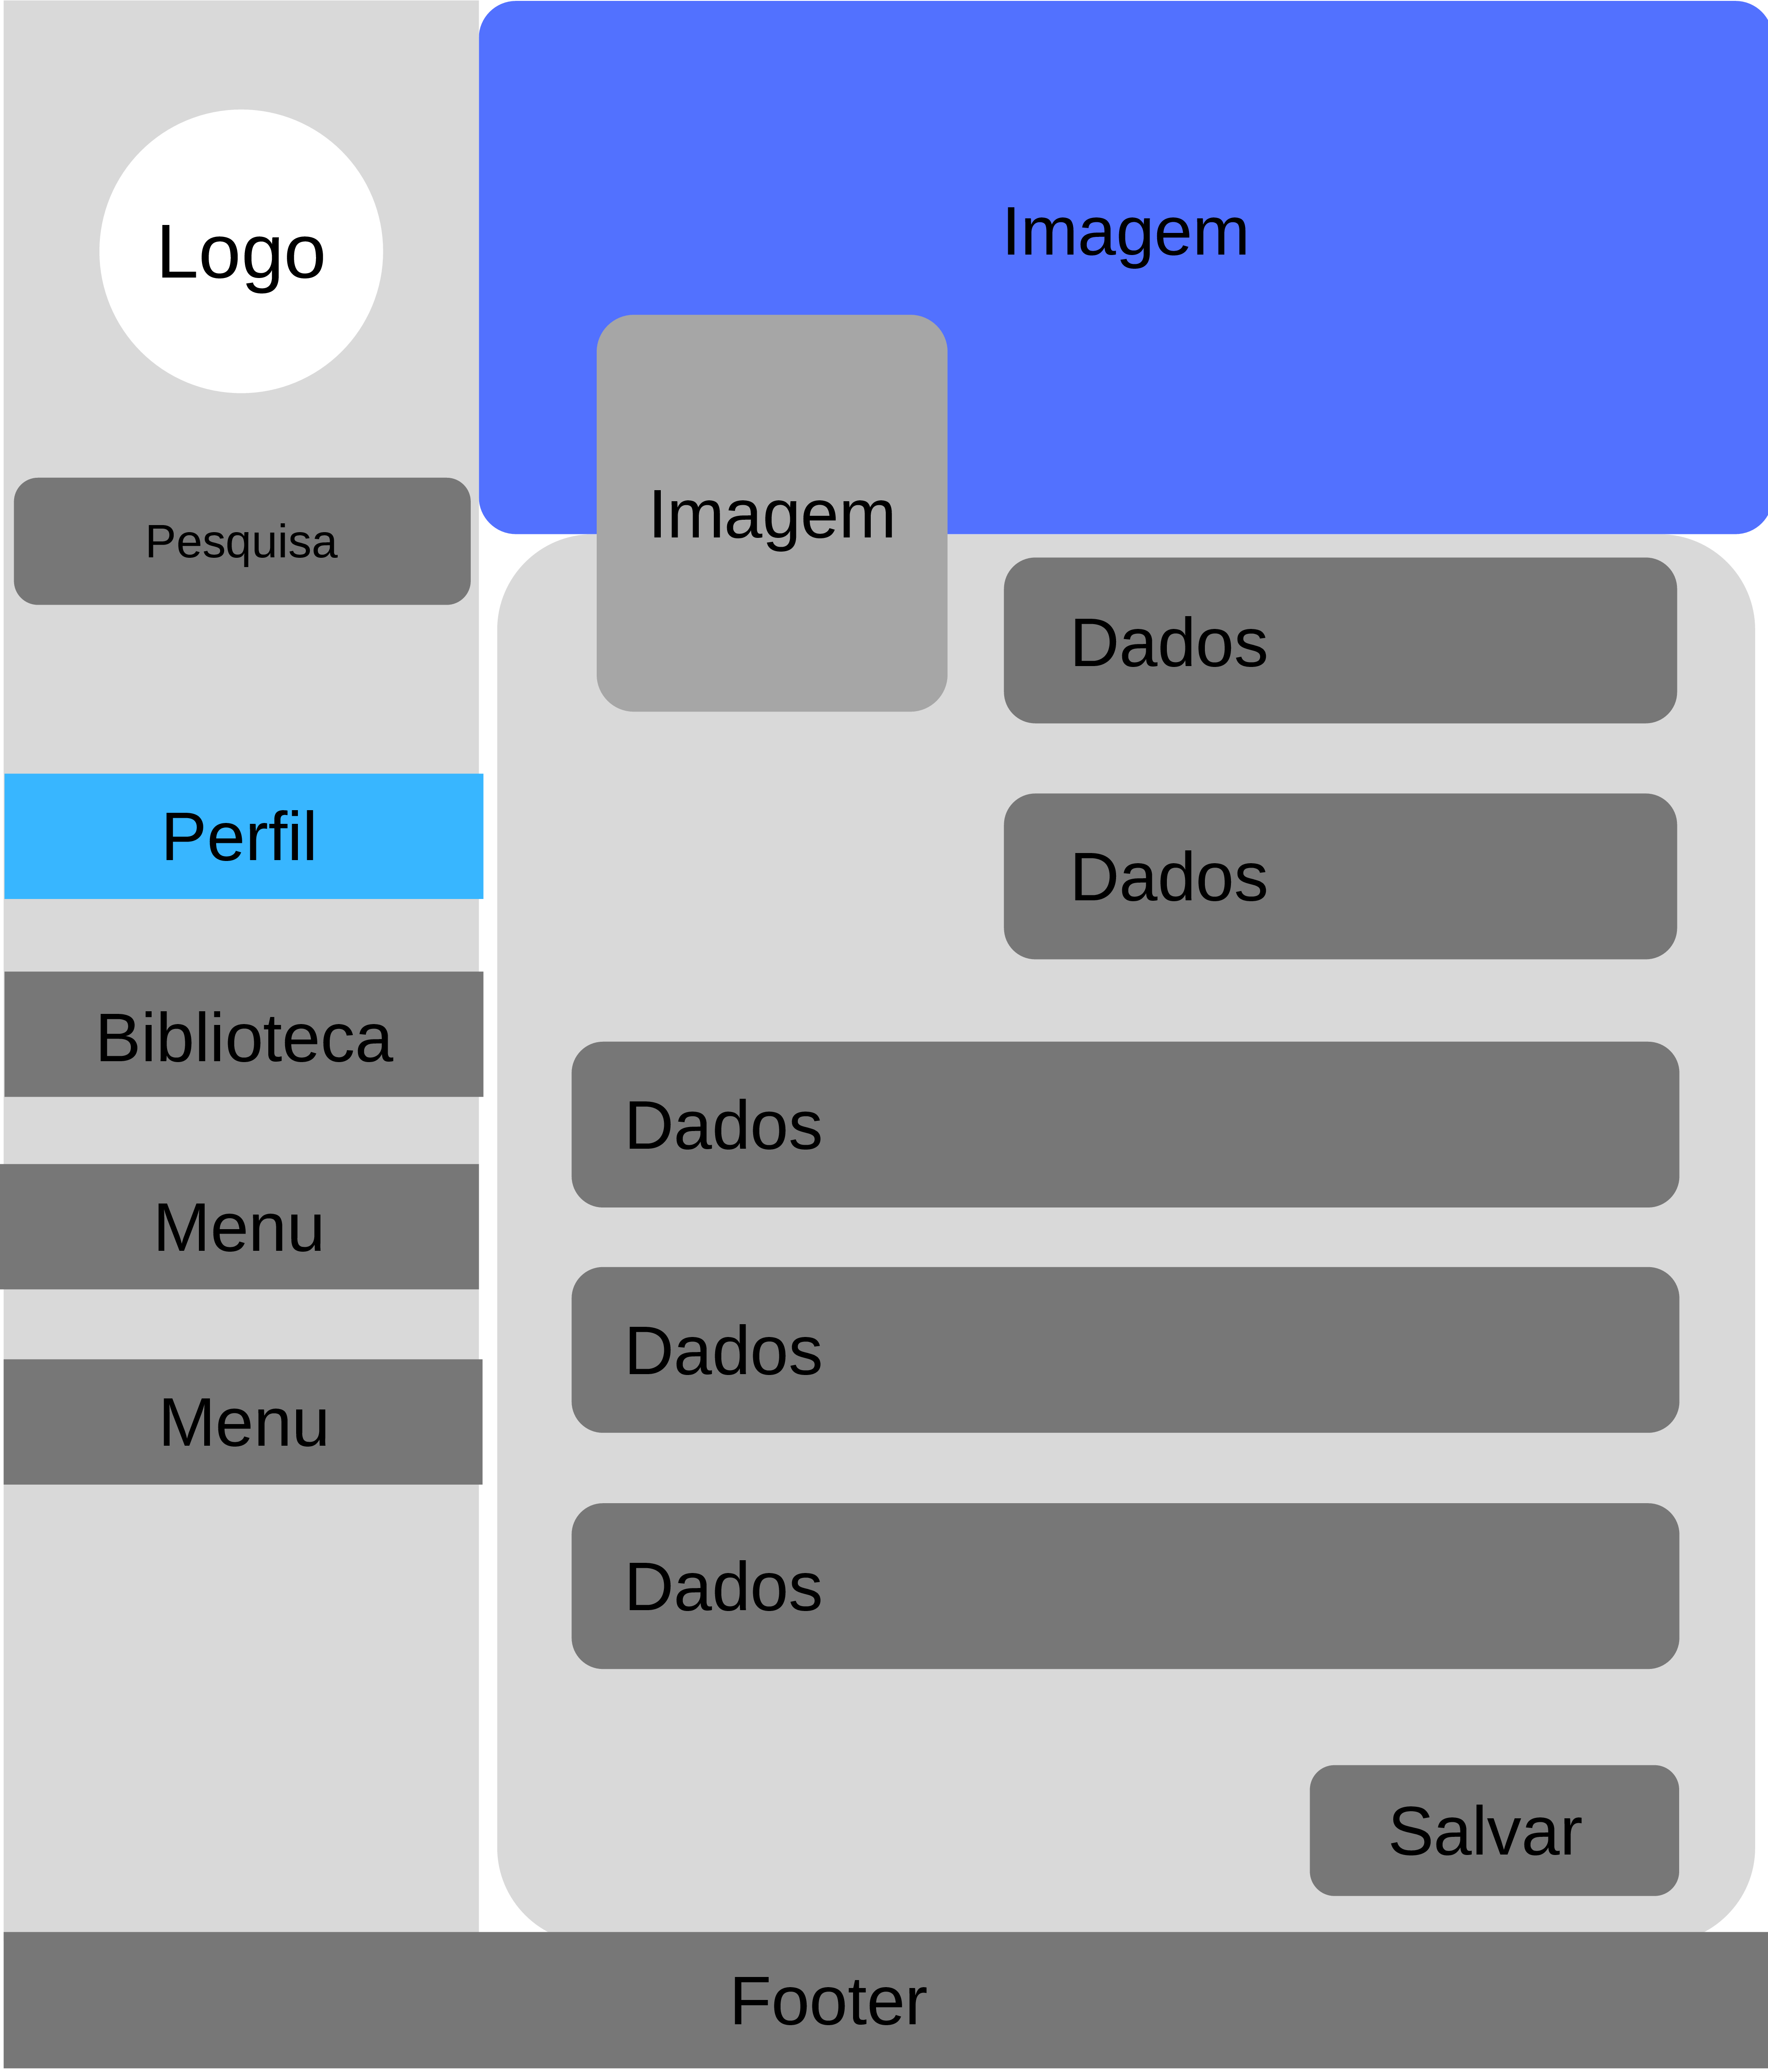 Logo
Pesquisa
Perfil
Biblioteca
Menu
Menu
Imagem
Imagem
Dados
Dados
Dados
Dados
Dados
Salvar
Footer